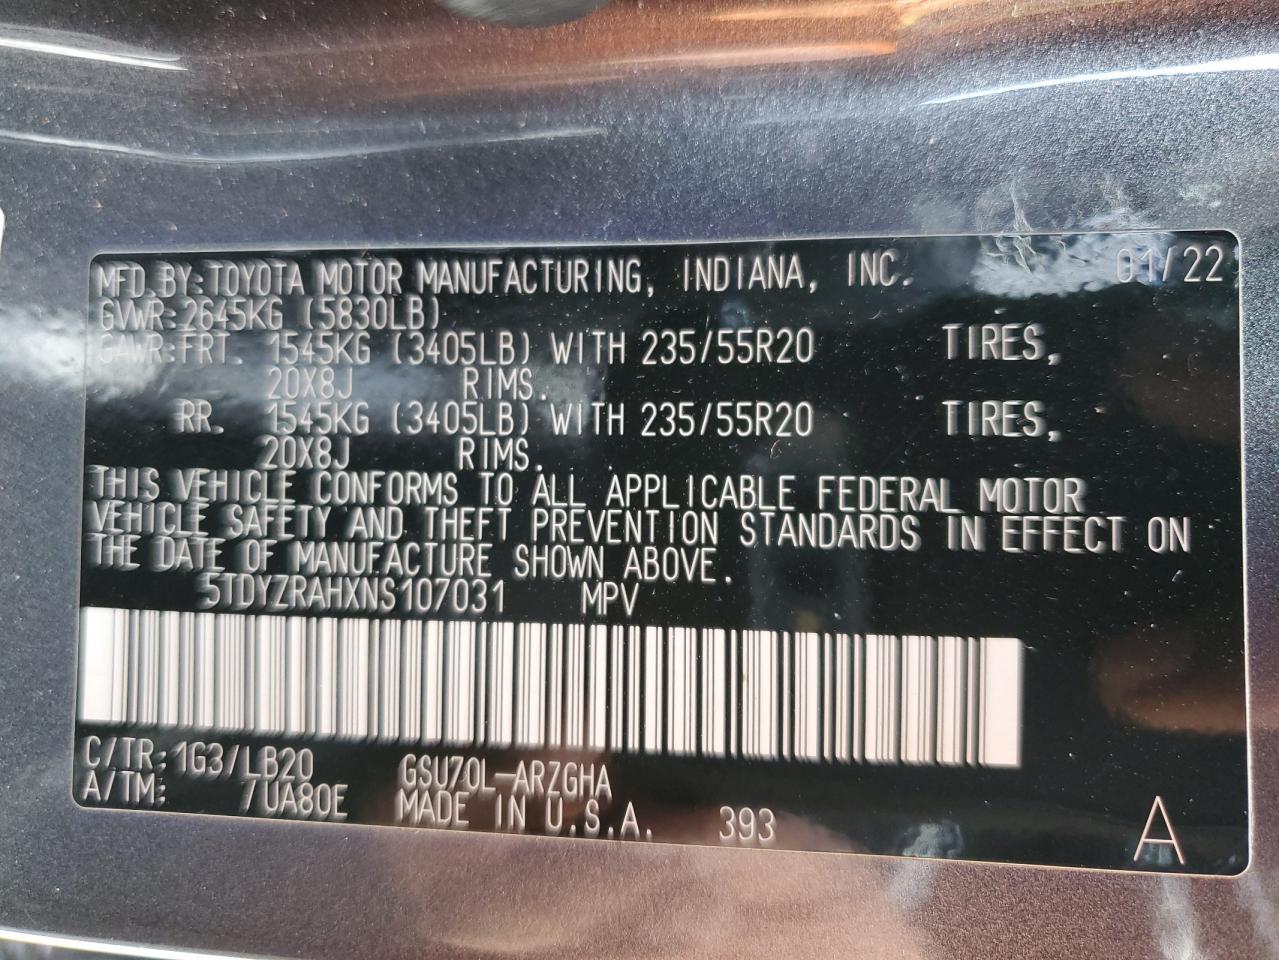 MFD.BY:TOYOTA MOTOR MANUFACTURING, INDIANA, INC. 01/22
GVWR:2645KG (5830LB)
GAWR:FRT. 1545KG (3405LB) WITH 235/55R20 TIRES,
20X8J RIMS.
RR. 1545KG (3405LB) WITH 235/55R20 TIRES,
20X8J RIMS.
THIS VEHICLE CONFORMS TO ALL APPLICABLE FEDERAL MOTOR
VEHICLE SAFETY AND THEFT PREVENTION STANDARDS IN EFFECT ON
THE DATE OF MANUFACTURE SHOWN ABOVE.
5TDYZRAHXNS107031 MPV
C/TR:1G3/LB20 GSU70L-ARZGHA
A/TM: /UA80E MADE IN U.S.A. 393 A